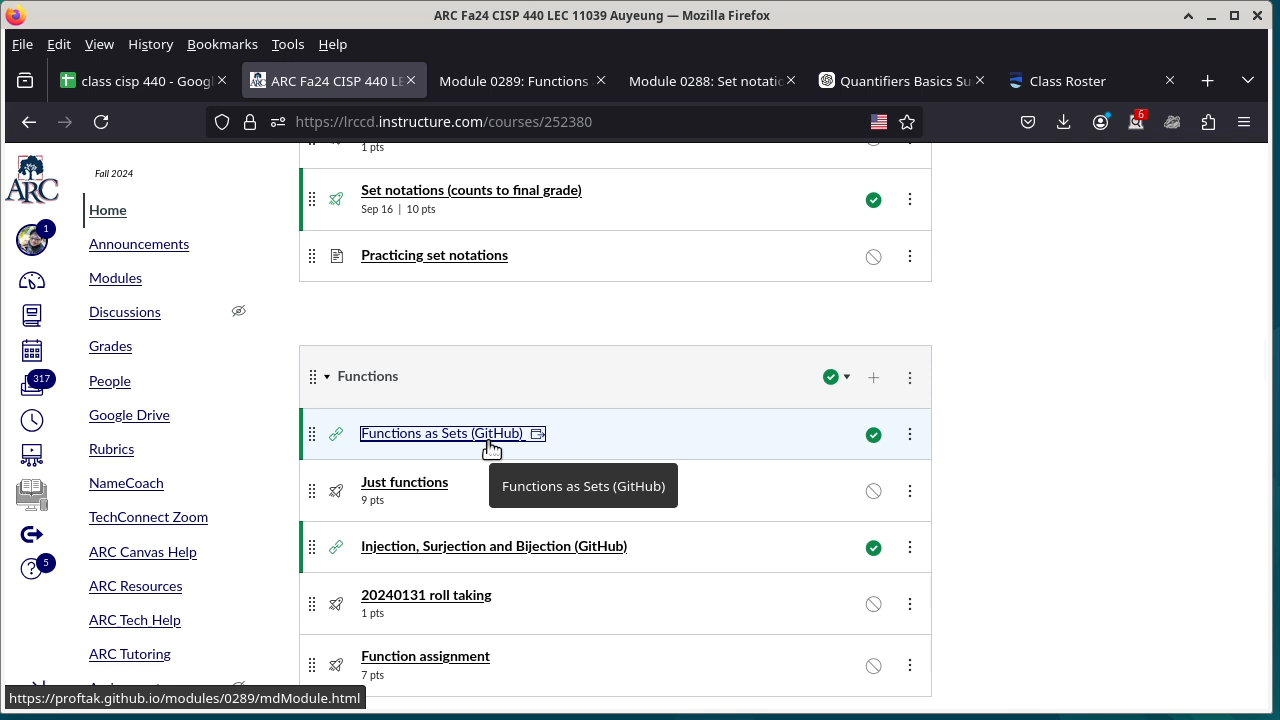 ARC Fa24 CISP 440 LEC 11039 Auyeung — Mozilla Firefox
File Edit View History Bookmarks Tools Help
class cisp 440 - Googl
ARC Fa24 CISP 440 LE
Module 0289: Functions
Module 0288: Set notatic
Quantifiers Basics Su
Class Roster
https://lrccd.instructure.com/courses/252380
6
ARC
1
317
5
Fall 2024
Home
Announcements
Modules
Discussions
Grades
People
Google Drive
Rubrics
NameCoach
TechConnect Zoom
ARC Canvas Help
ARC Resources
ARC Tech Help
ARC Tutoring
1 pts
Set notations (counts to final grade)
Sep 16 | 10 pts
Practicing set notations
Functions
Functions as Sets (GitHub)
Functions as Sets (GitHub)
Just functions
9 pts
Injection, Surjection and Bijection (GitHub)
20240131 roll taking
1 pts
Function assignment
7 pts
https://proftak.github.io/modules/0289/mdModule.html